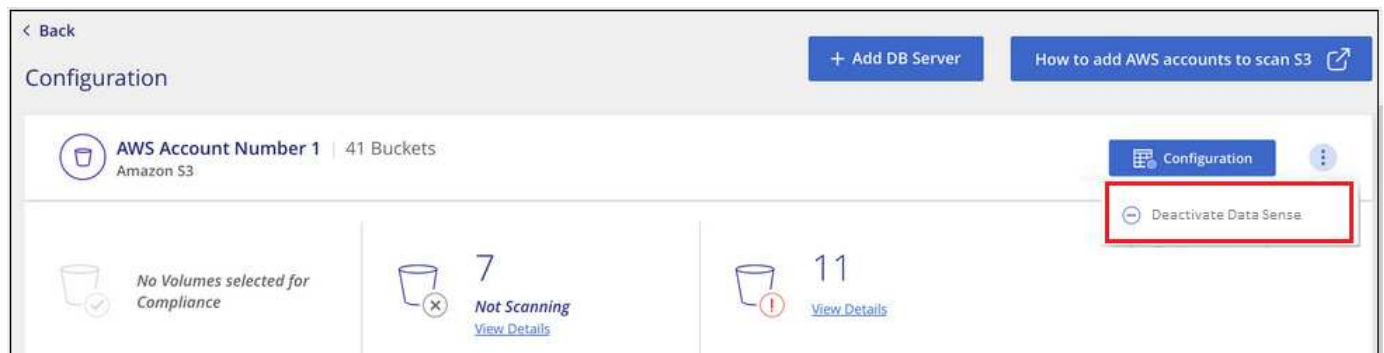 < Back
+ Add DB Server
How to add AWS accounts to scan S3
Configuration
AWS Account Number 1 | 41 Buckets
Amazon S3
Configuration
Deactivate Data Sense
No Volumes selected for
Compliance
7
Not Scanning
View Details
11
View Details